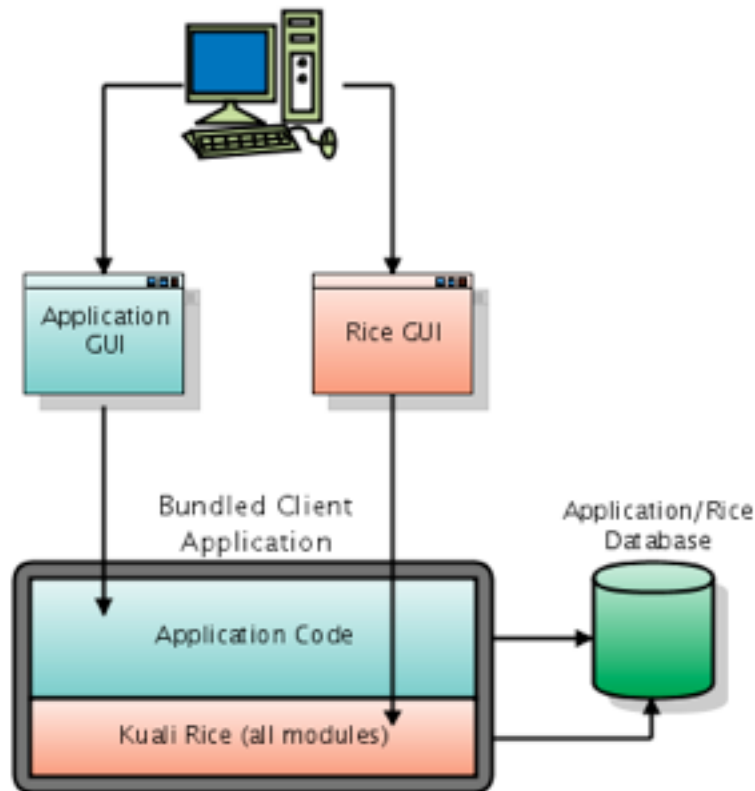 Application
GUI
Rice GUI
Bundled Client
Application
Application/Rice
Database
Application Code
Kuali Rice (all modules)